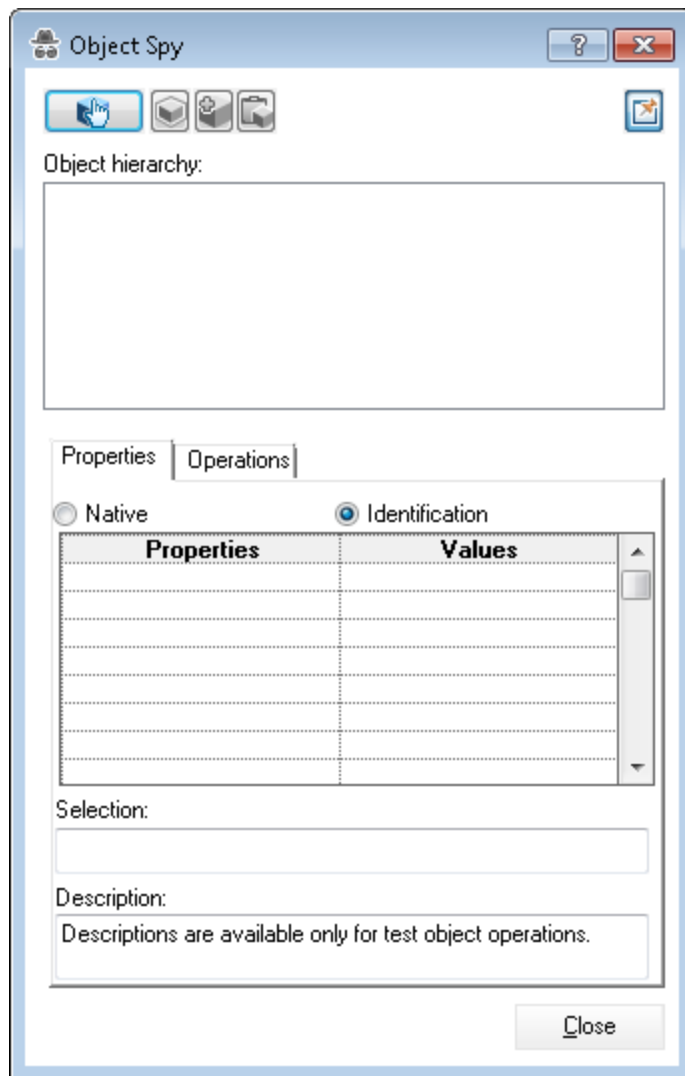 Object Spy
?
Object hierarchy:
Properties Operations
Native Identification
Properties Values
Selection:
Description:
Descriptions are available only for test object operations.
Close